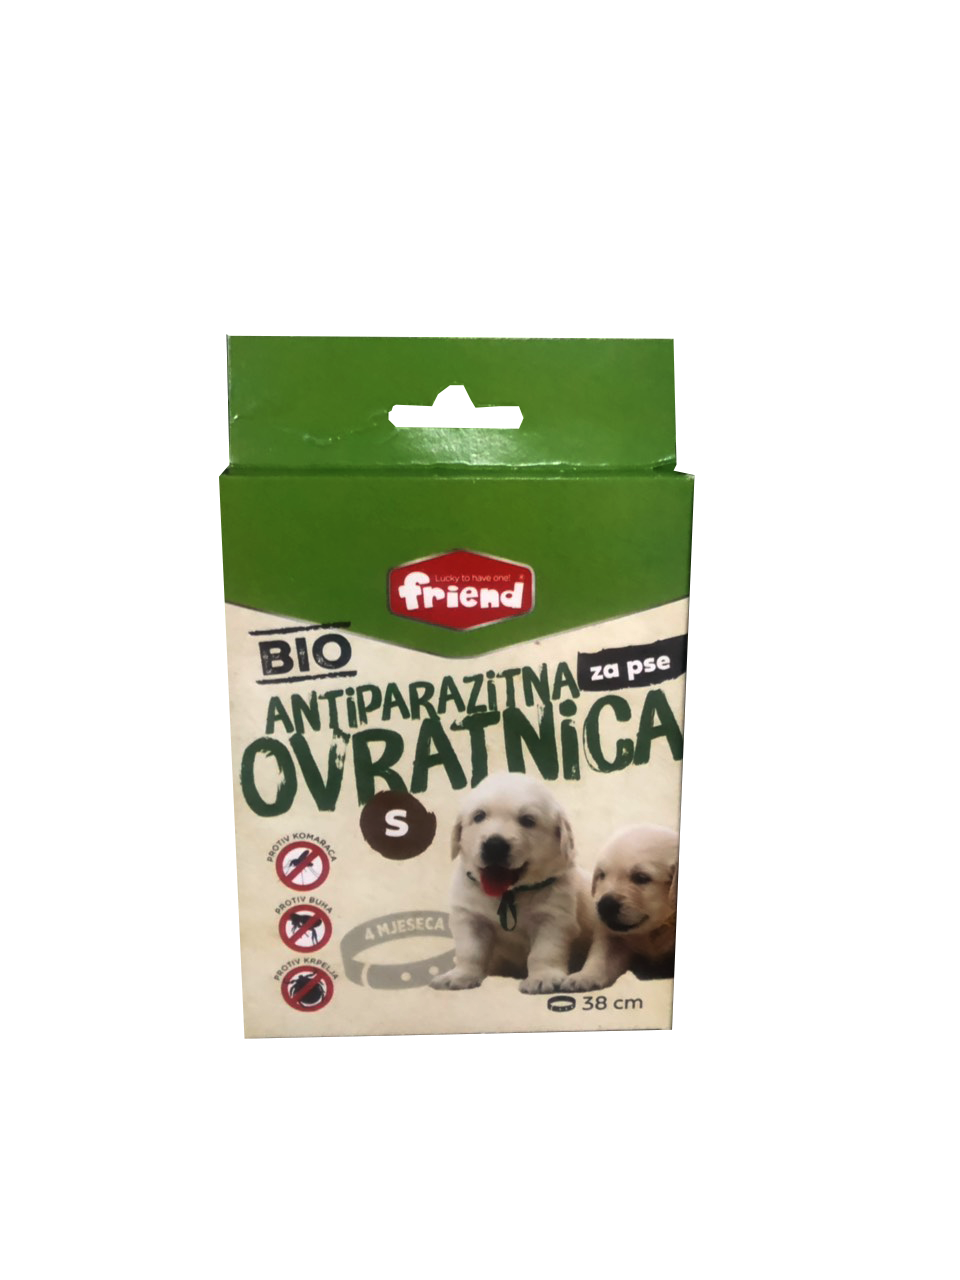 Lucky to have one!
friend
BIO
za pse
ANTiPARAZiTNA
OVRATNiCA
S
PROTIV KOMARACA
PROTIV BUHA
4 MJESECA
PROTIV KRPELJA
38 cm